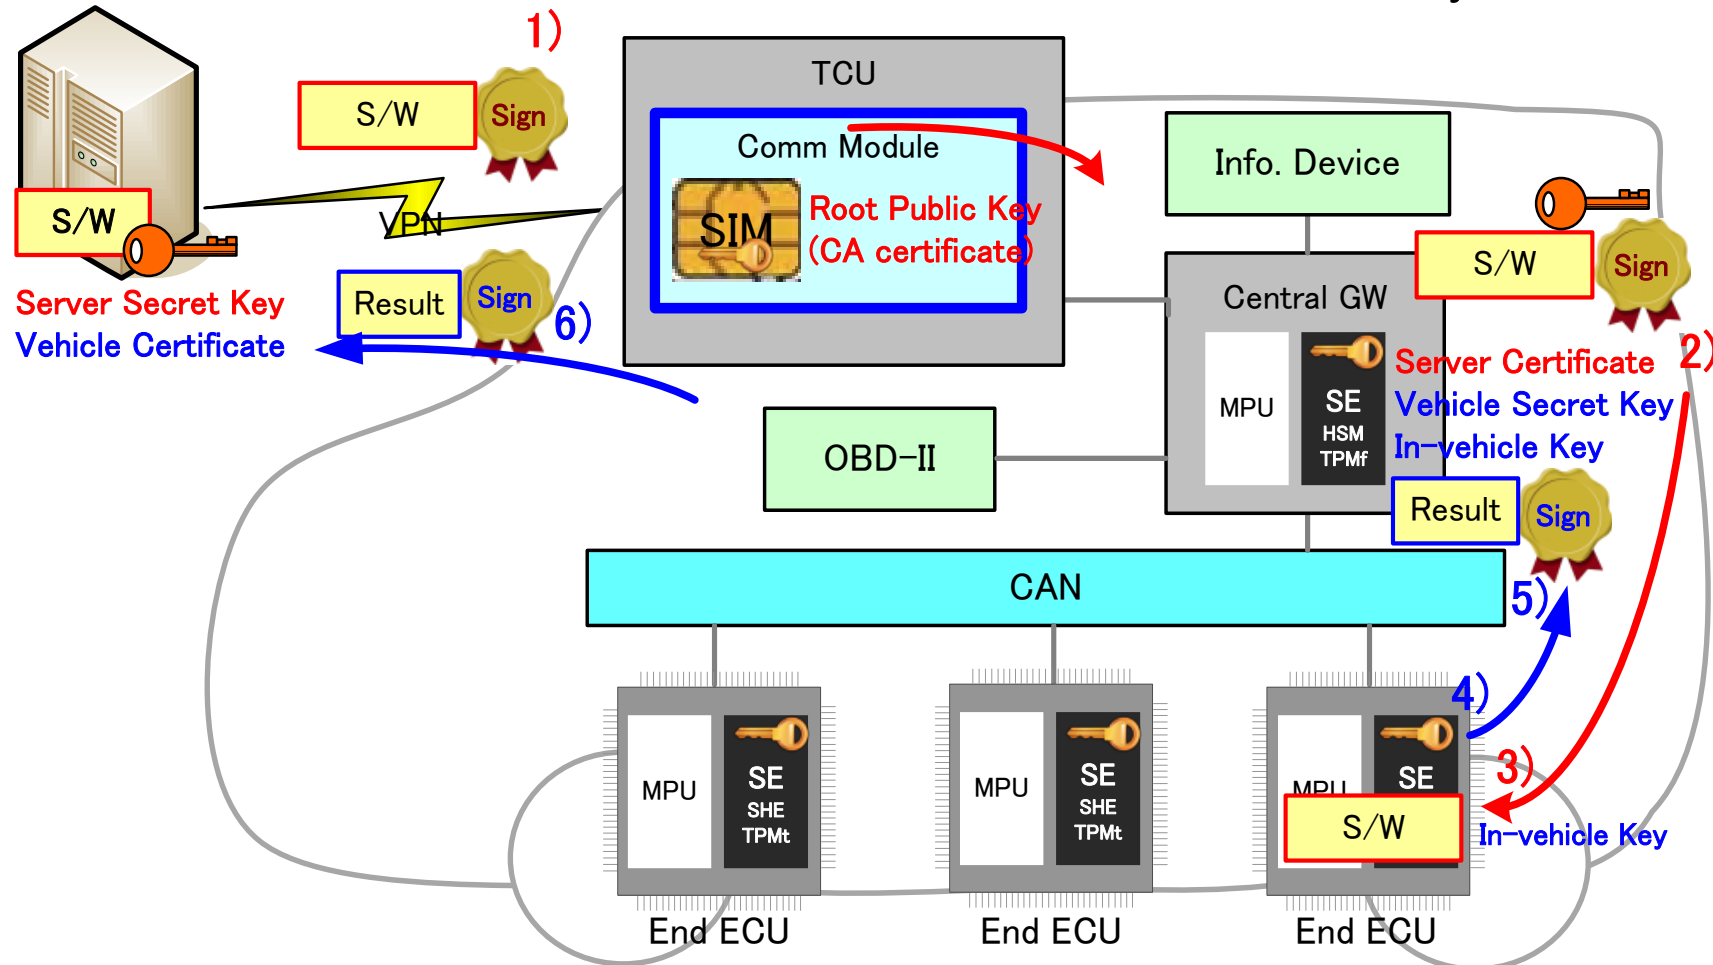 1)
S/W
Sign
S/W
VPN
Server Secret Key
Vehicle Certificate
Result
Sign
6)
TCU
Comm Module
SIM
Root Public Key
(CA certificate)
Info. Device
S/W
Sign
Central GW
MPU
SE
HSM
TPMf
Server Certificate
2)
Vehicle Secret Key
In-vehicle Key
OBD-II
Result
Sign
CAN
5)
4)
3)
MPU
SE
SHE
TPMt
End ECU
MPU
SE
SHE
TPMt
End ECU
MPU
SE
S/W
In-vehicle Key
End ECU